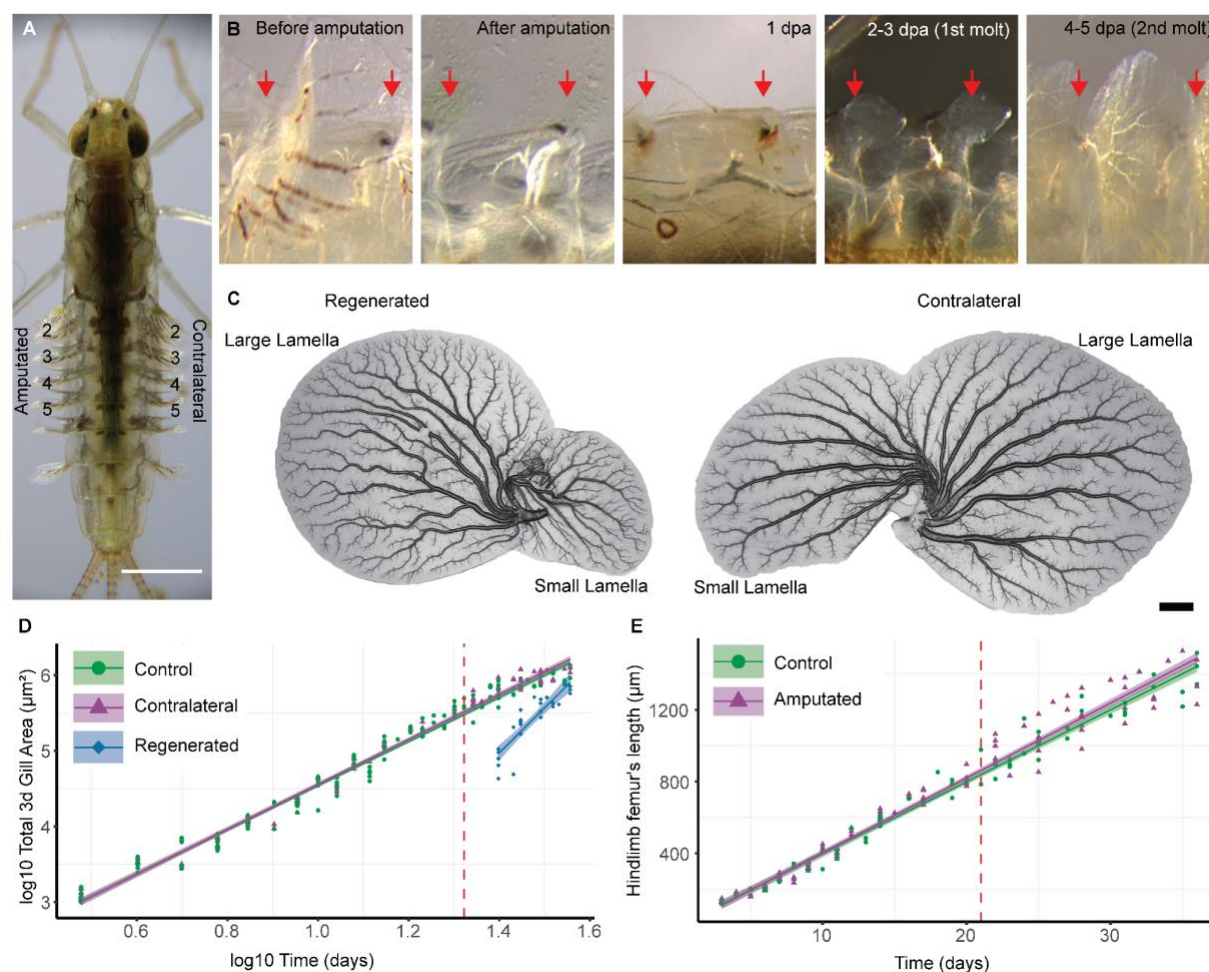 A
Amputated
2
3
4
5
2
3
4
5
Contralateral
B
Before amputation
After amputation
1 dpa
2-3 dpa (1st molt)
4-5 dpa (2nd molt)
C
Regenerated
Contralateral
Large Lamella
Large Lamella
Small Lamella
Small Lamella
D
Control
Contralateral
Regenerated
log10 Total 3d Gill Area (µm²)
6
5
4
3
0.6
0.8
1.0
1.2
1.4
1.6
log10 Time (days)
E
Control
Amputated
Hindlimb femur's length (µm)
1200
800
400
10
20
30
Time (days)